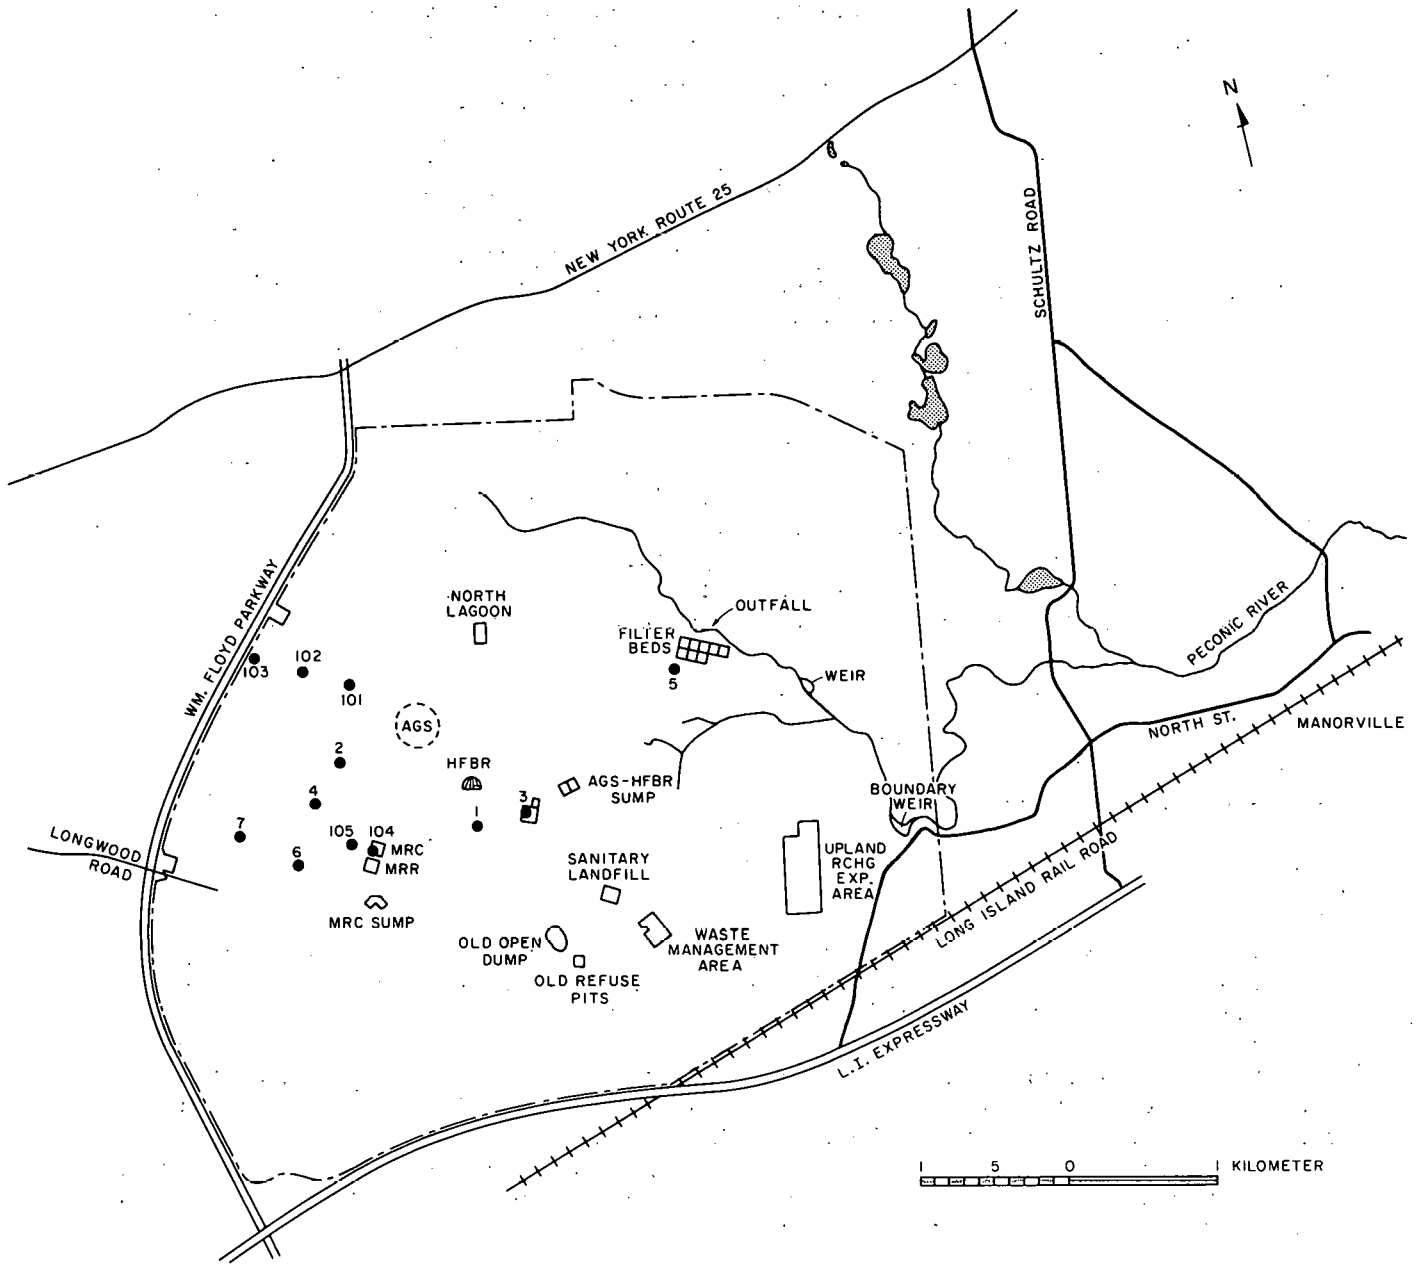 N
NEW YORK ROUTE 25
SCHULTZ ROAD
WM. FLOYD PARKWAY
NORTH
LAGOON
OUTFALL
FILTER
BEDS
PECONIC RIVER
103
102
101
5
WEIR
AGS
NORTH ST.
MANORVILLE
2
HFBR
4
3
AGS-HFBR
SUMP
BOUNDARY
WEIR
7
1
LONGWOOD
ROAD
105
104
MRC
6
MRR
SANITARY
LANDFILL
UPLAND
RCHG
EXP.
AREA
MRC SUMP
LONG ISLAND RAIL ROAD
OLD OPEN
DUMP
WASTE
MANAGEMENT
AREA
OLD REFUSE
PITS
L.I. EXPRESSWAY
1 5 0 1 KILOMETER